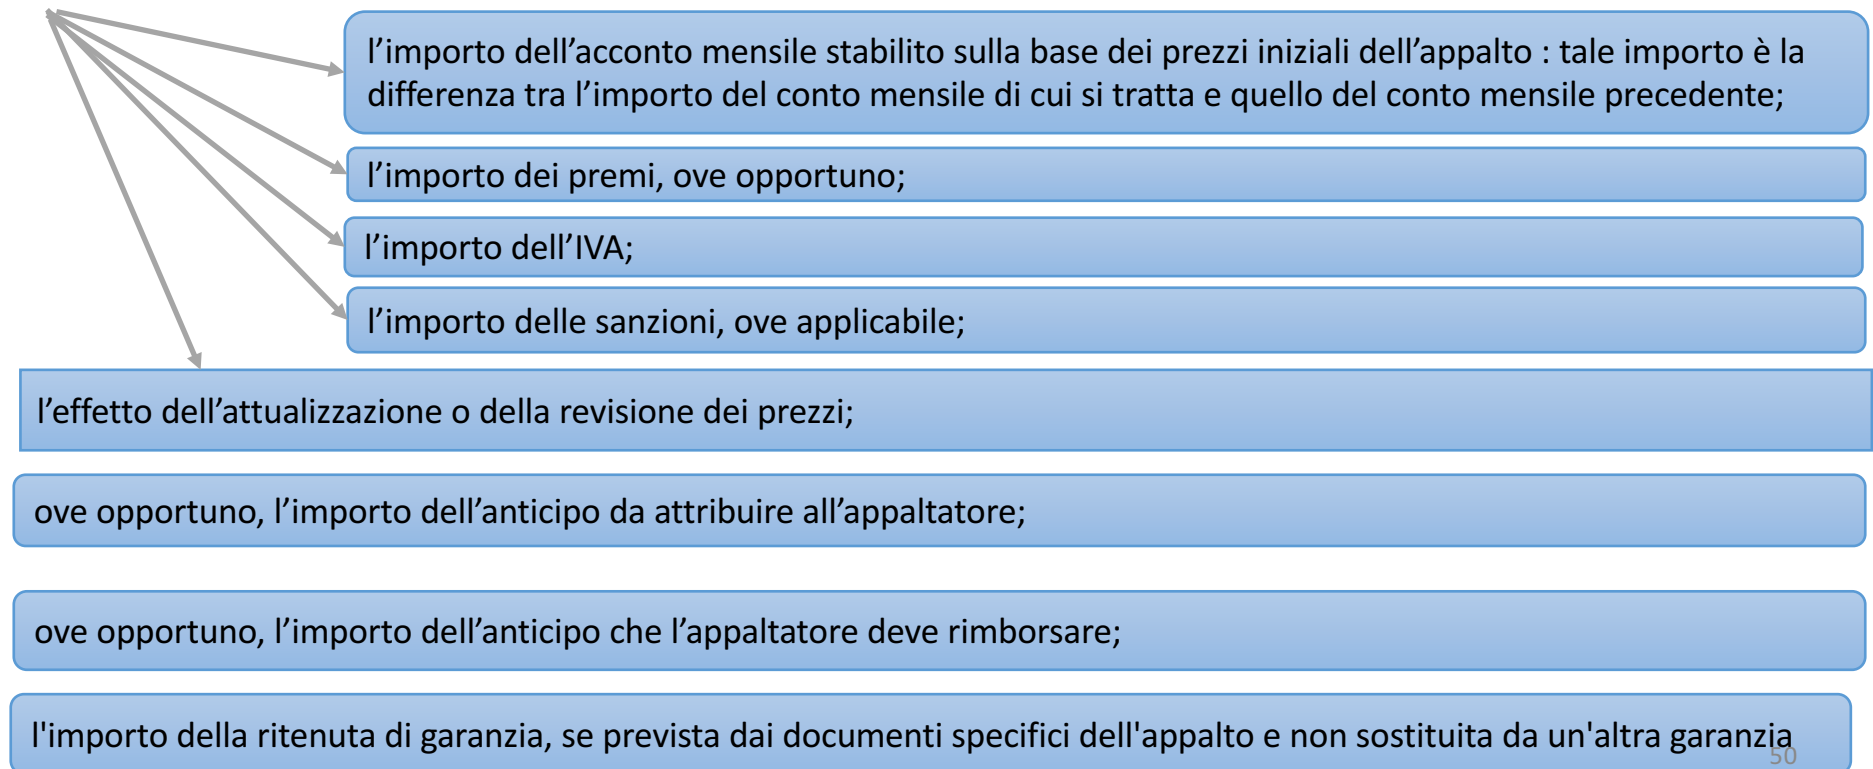 l’importo dell’acconto mensile stabilito sulla base dei prezzi iniziali dell’appalto : tale importo è la
differenza tra l’importo del conto mensile di cui si tratta e quello del conto mensile precedente;
l’importo dei premi, ove opportuno;
l’importo dell’IVA;
l’importo delle sanzioni, ove applicabile;
l’effetto dell’attualizzazione o della revisione dei prezzi;
ove opportuno, l’importo dell’anticipo da attribuire all’appaltatore;
ove opportuno, l’importo dell’anticipo che l’appaltatore deve rimborsare;
l'importo della ritenuta di garanzia, se prevista dai documenti specifici dell'appalto e non sostituita da un'altra garanzia
50